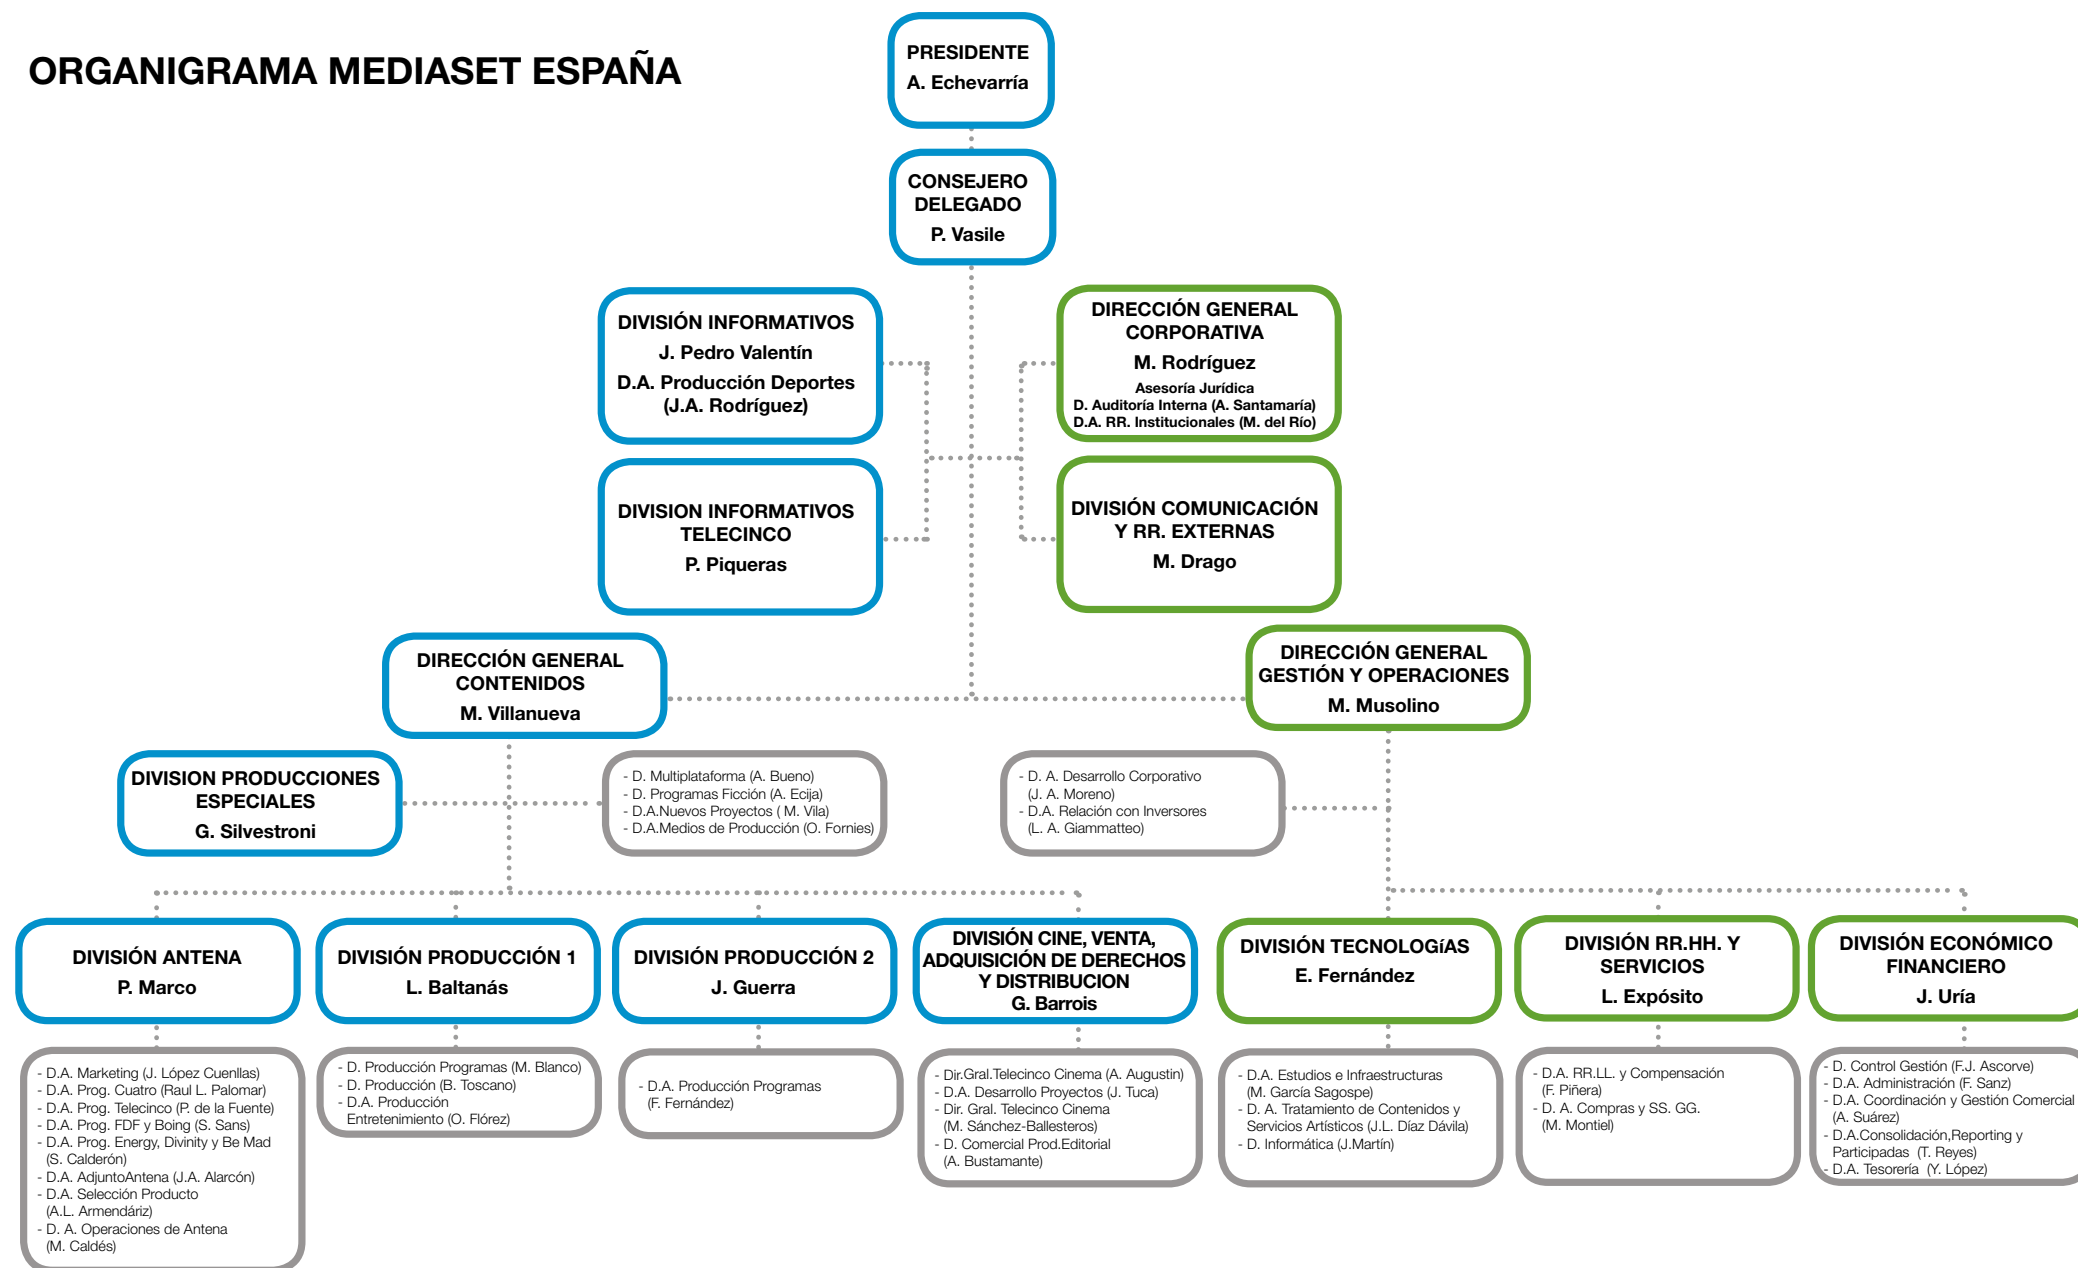 ORGANIGRAMA MEDIASET ESPAÑA
PRESIDENTE
A. Echevarría
CONSEJERO
DELEGADO
P. Vasile
DIVISIÓN INFORMATIVOS
J. Pedro Valentín
D.A. Producción Deportes
(J.A. Rodríguez)
DIRECCIÓN GENERAL
CORPORATIVA
M. Rodríguez
Asesoría Jurídica
D. Auditoría Interna (A. Santamaría)
D.A. RR. Institucionales (M. del Río)
DIVISION INFORMATIVOS
TELECINCO
P. Piqueras
DIVISIÓN COMUNICACIÓN
Y RR. EXTERNAS
M. Drago
DIRECCIÓN GENERAL
CONTENIDOS
M. Villanueva
DIRECCIÓN GENERAL
GESTIÓN Y OPERACIONES
M. Musolino
DIVISION PRODUCCIONES
ESPECIALES
G. Silvestroni
- D. Multiplataforma (A. Bueno)
- D. Programas Ficción (A. Ecija)
- D.A.Nuevos Proyectos ( M. Vila)
- D.A.Medios de Producción (O. Fornies)
- D. A. Desarrollo Corporativo
(J. A. Moreno)
- D.A. Relación con Inversores
(L. A. Giammatteo)
DIVISIÓN ANTENA
P. Marco
DIVISIÓN PRODUCCIÓN 1
L. Baltanás
DIVISIÓN PRODUCCIÓN 2
J. Guerra
DIVISIÓN CINE, VENTA,
ADQUISICIÓN DE DERECHOS
Y DISTRIBUCION
G. Barrois
DIVISIÓN TECNOLOGíAS
E. Fernández
DIVISIÓN RR.HH. Y
SERVICIOS
L. Expósito
DIVISIÓN ECONÓMICO
FINANCIERO
J. Uría
- D.A. Marketing (J. López Cuenllas)
- D.A. Prog. Cuatro (Raul L. Palomar)
- D.A. Prog. Telecinco (P. de la Fuente)
- D.A. Prog. FDF y Boing (S. Sans)
- D.A. Prog. Energy, Divinity y Be Mad
(S. Calderón)
- D.A. AdjuntoAntena (J.A. Alarcón)
- D.A. Selección Producto
(A.L. Armendáriz)
- D. A. Operaciones de Antena
(M. Caldés)
- D. Producción Programas (M. Blanco)
- D. Producción (B. Toscano)
- D.A. Producción
Entretenimiento (O. Flórez)
- D.A. Producción Programas
(F. Fernández)
- Dir.Gral.Telecinco Cinema (A. Augustin)
- D.A. Desarrollo Proyectos (J. Tuca)
- Dir. Gral. Telecinco Cinema
(M. Sánchez-Ballesteros)
- D. Comercial Prod.Editorial
(A. Bustamante)
- D.A. Estudios e Infraestructuras
(M. García Sagospe)
- D. A. Tratamiento de Contenidos y
Servicios Artísticos (J.L. Díaz Dávila)
- D. Informática (J.Martín)
- D.A. RR.LL. y Compensación
(F. Piñera)
- D. A. Compras y SS. GG.
(M. Montiel)
- D. Control Gestión (F.J. Ascorve)
- D.A. Administración (F. Sanz)
- D.A. Coordinación y Gestión Comercial
(A. Suárez)
- D.A.Consolidación,Reporting y
Participadas (T. Reyes)
- D.A. Tesorería (Y. López)